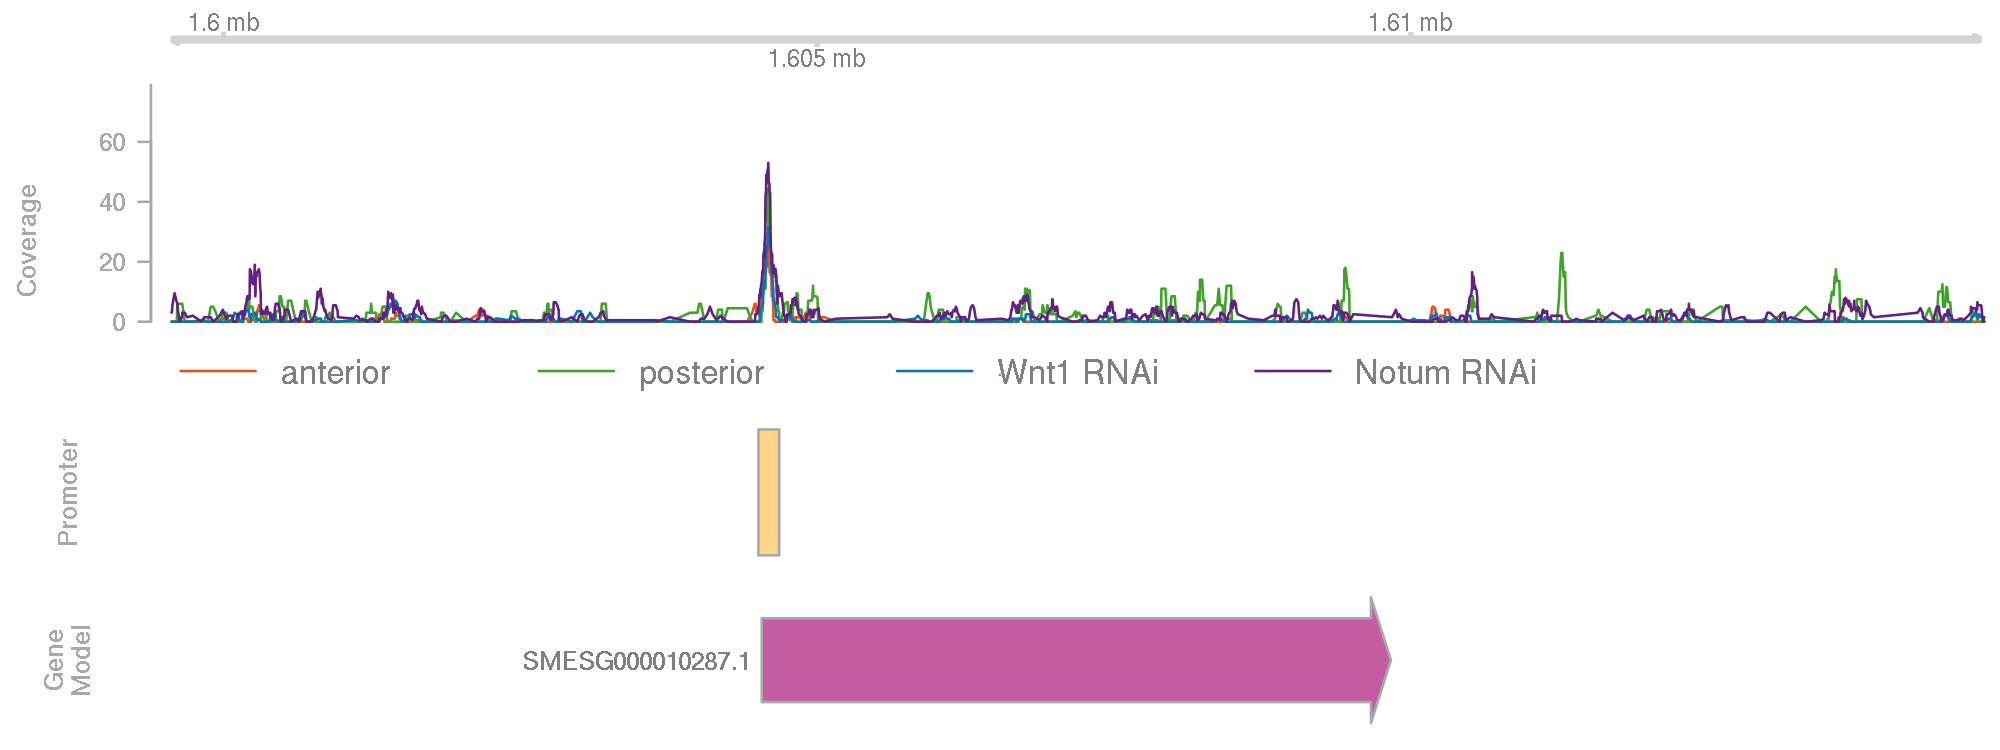 1.6 mb
1.61 mb
1.605 mb
Coverage
60
40
20
0
anterior posterior Wnt1 RNAi Notum RNAi
Promoter
Gene
Model
SMESG000010287.1